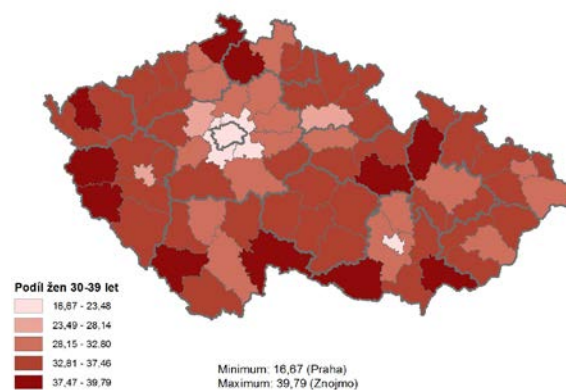 Podíl žen 30-39 let
16,67 - 23,48
23,49 - 28,14
28,15 - 32,80
32,81 - 37,46
37,47 - 39,79
Minimum: 16,67 (Praha)
Maximum: 39,79 (Znojmo)